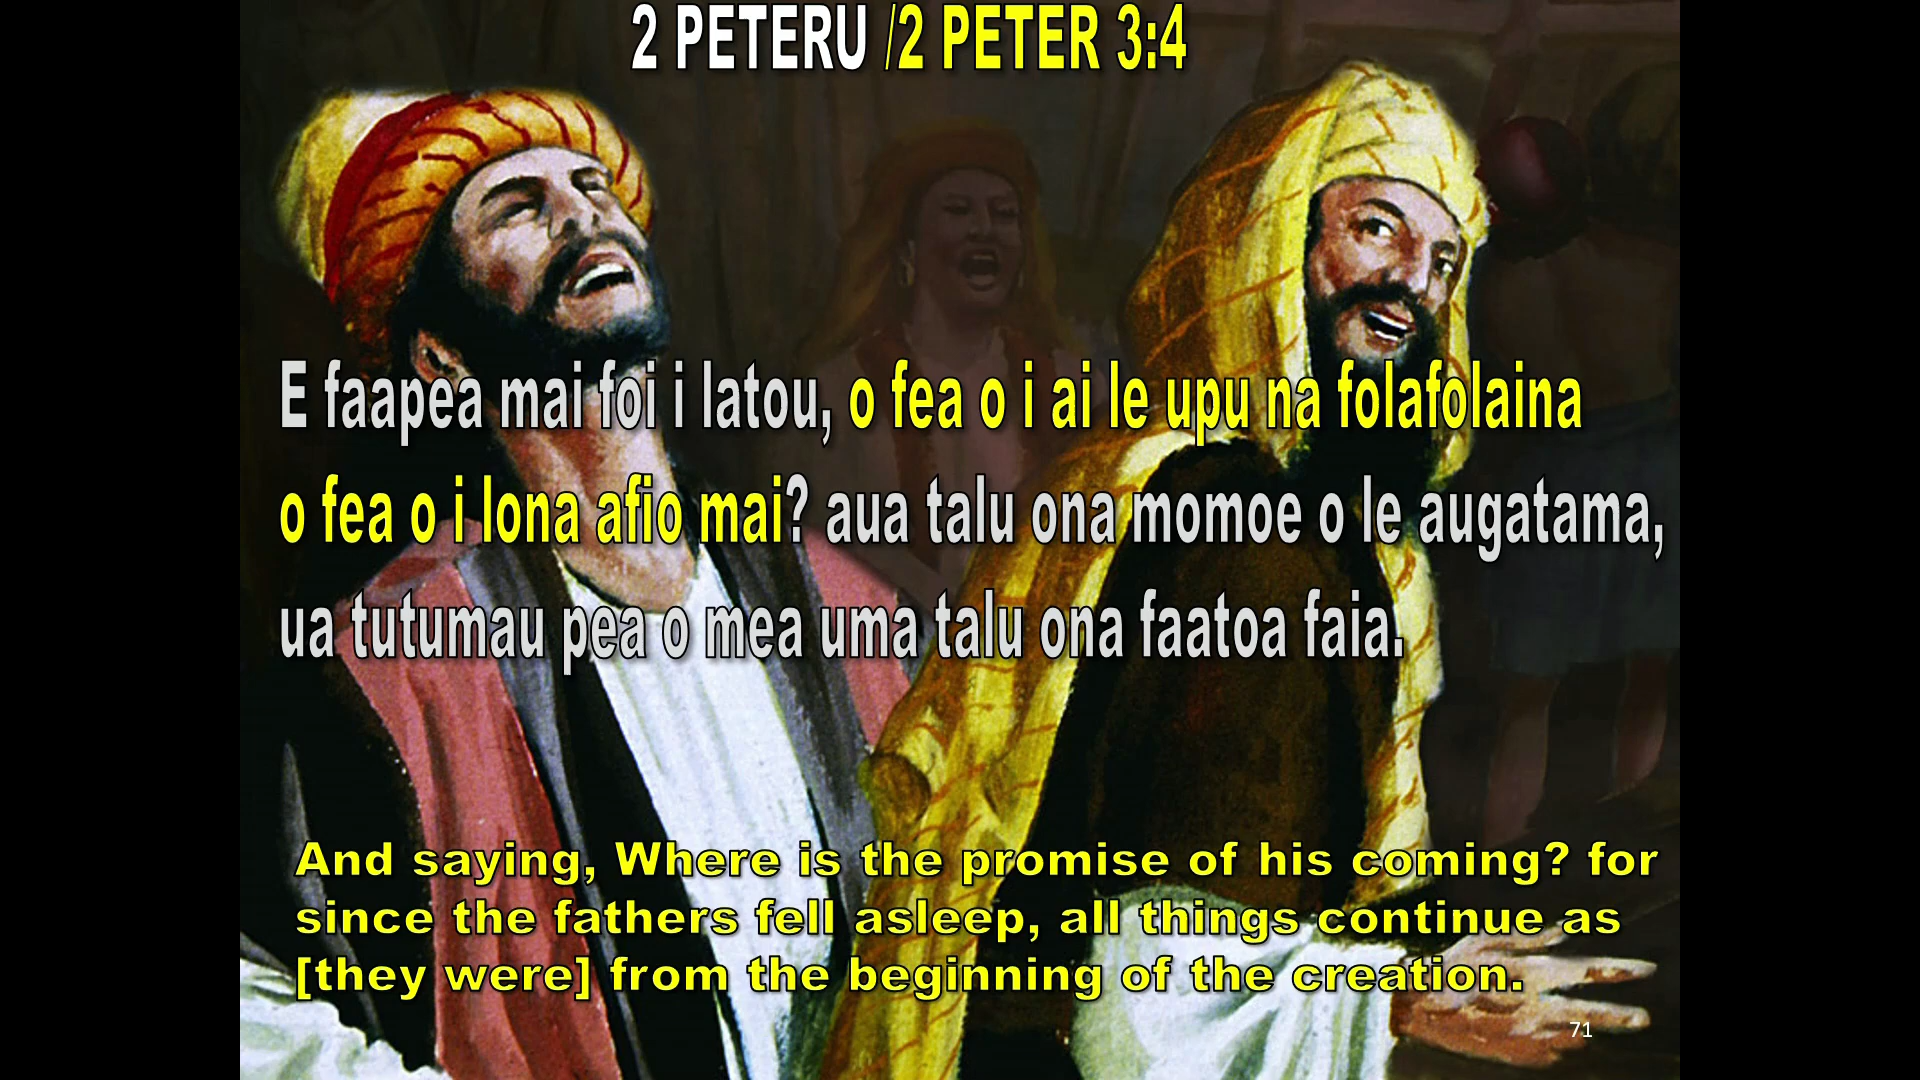 2 PETERU /2 PETER 3:4
E faapea mai foi i latou, o fea o i ai le upu na folafolaina
o fea o i lona afio mai? aua talu ona momoe o le augatama,
ua tutumau pea o mea uma talu ona faatoa faia.
And saying, Where is the promise of his coming? for
since the fathers fell asleep, all things continue as
[they were] from the beginning of the creation.
71